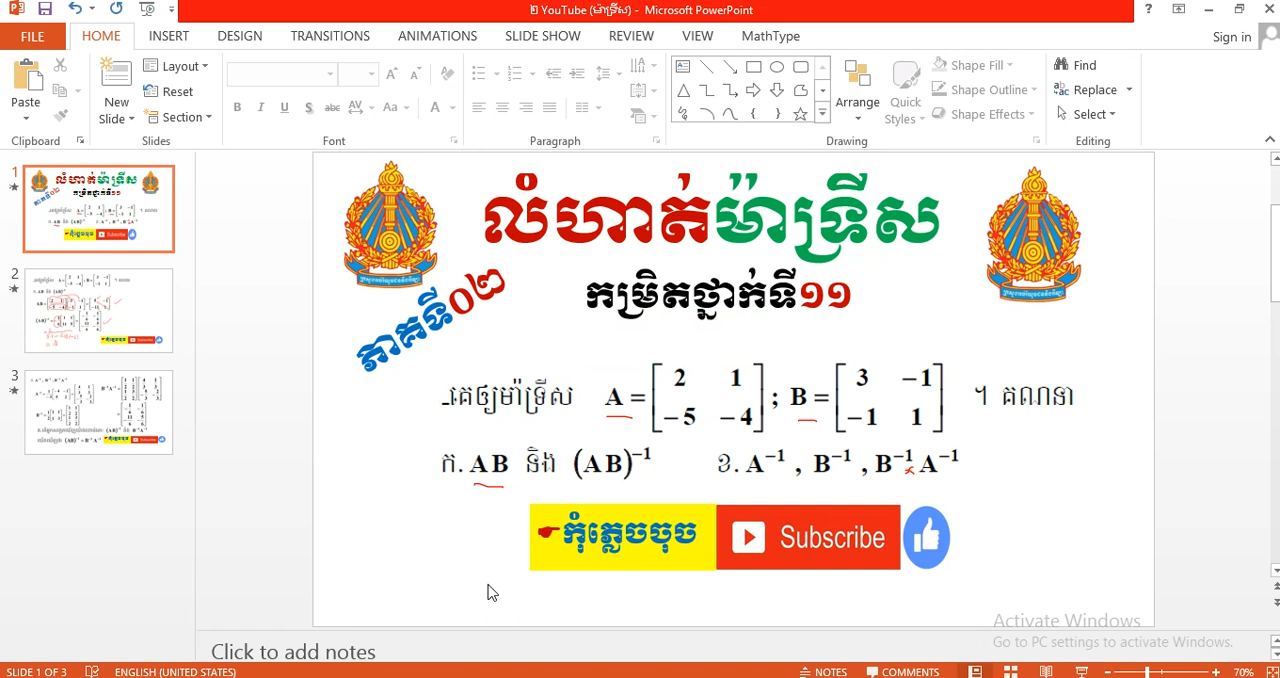 ២ YouTube (ម៉ាទ្រីស) - Microsoft PowerPoint
FILE HOME INSERT DESIGN TRANSITIONS ANIMATIONS SLIDE SHOW REVIEW VIEW MathType Sign in
Paste New Slide Layout Reset Section Arrange Quick Styles Shape Fill Shape Outline Shape Effects Find Replace Select
Clipboard Slides Font Paragraph Drawing Editing
លំហាត់ម៉ាទ្រីស
កម្រិតថ្នាក់ទី១១
ភាគទី០២
គេឲ្យម៉ាទ្រីស A = [2 1; -5 -4] ; B = [3 -1; -1 1] ។ គណនា
ក. AB និង (AB)⁻¹ ខ. A⁻¹ , B⁻¹ , B⁻¹ × A⁻¹
កុំភ្លេចចុច Subscribe
Activate Windows
Go to PC settings to activate Windows.
Click to add notes
SLIDE 1 OF 3 ENGLISH (UNITED STATES) NOTES COMMENTS 70%